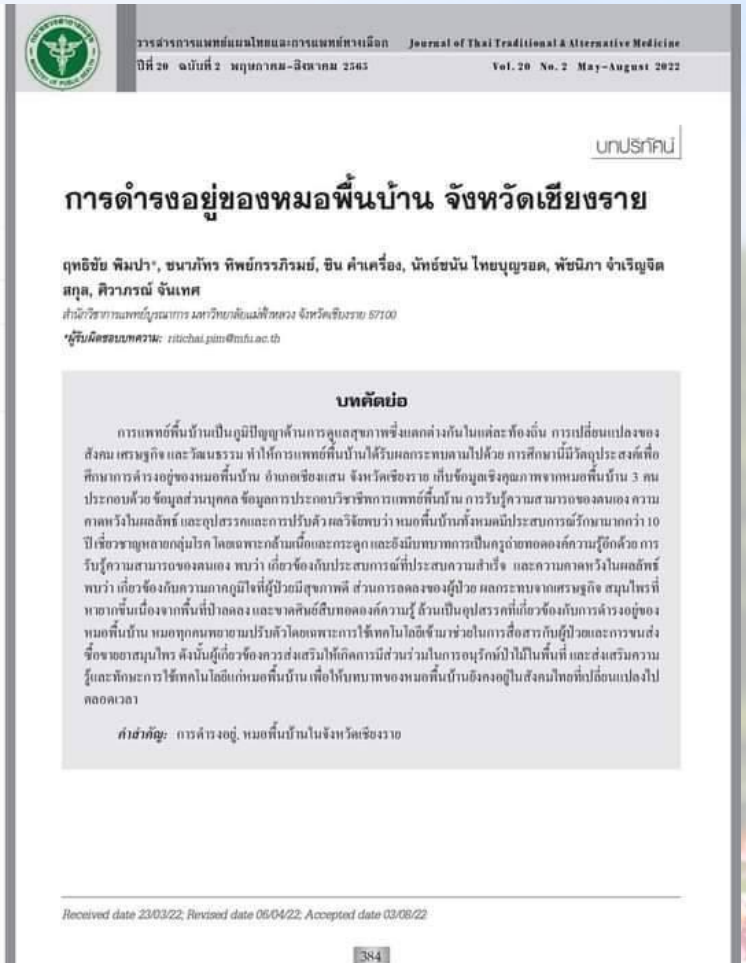 วารสารการแพทย์แผนไทยและการแพทย์ทางเลือก Journal of Thai Traditional & Alternative Medicine
ปีที่ 20 ฉบับที่ 2 พฤษภาคม-สิงหาคม 2565 Vol. 20 No. 2 May-August 2022
บทปริทัศน์
การดำรงอยู่ของหมอพื้นบ้าน จังหวัดเชียงราย
ฤทธิชัย พิมปา*, ชนาภัทร ทิพย์กรรภิรมย์, ชิน คำเครื่อง, นัทธ์ชนัน ไทยบุญรอด, พัชนิภา จำเริญจิต
สกุล, ศิวาภรณ์ จันเทศ
สำนักวิชาการแพทย์บูรณาการ มหาวิทยาลัยแม่ฟ้าหลวง จังหวัดเชียงราย 57100
*ผู้รับผิดชอบบทความ: ritichai.pim@mfu.ac.th
บทคัดย่อ
การแพทย์พื้นบ้านเป็นภูมิปัญญาด้านการดูแลสุขภาพซึ่งแตกต่างกันในแต่ละท้องถิ่น การเปลี่ยนแปลงของ
สังคม เศรษฐกิจ และวัฒนธรรม ทำให้การแพทย์พื้นบ้านได้รับผลกระทบตามไปด้วย การศึกษานี้มีวัตถุประสงค์เพื่อ
ศึกษาการดำรงอยู่ของหมอพื้นบ้าน อำเภอเชียงแสน จังหวัดเชียงราย เก็บข้อมูลเชิงคุณภาพจากหมอพื้นบ้าน 3 คน
ประกอบด้วย ข้อมูลส่วนบุคคล ข้อมูลการประกอบวิชาชีพการแพทย์พื้นบ้าน การรับรู้ความสามารถของตนเอง ความ
คาดหวังในผลลัพธ์ และอุปสรรคและการปรับตัว ผลวิจัยพบว่า หมอพื้นบ้านทั้งหมดมีประสบการณ์รักษามากกว่า 10
ปี เชี่ยวชาญหลายกลุ่มโรค โดยเฉพาะกล้ามเนื้อและกระดูก และยังมีบทบาทการเป็นครูถ่ายทอดองค์ความรู้อีกด้วย การ
รับรู้ความสามารถของตนเอง พบว่า เกี่ยวข้องกับประสบการณ์ที่ประสบความสำเร็จ และความคาดหวังในผลลัพธ์
พบว่า เกี่ยวข้องกับความภาคภูมิใจที่ผู้ป่วยมีสุขภาพดี ส่วนการลดลงของผู้ป่วย ผลกระทบจากเศรษฐกิจ สมุนไพรที่
หายากขึ้นเนื่องจากพื้นที่ป่าลดลง และขาดศิษย์สืบทอดองค์ความรู้ ล้วนเป็นอุปสรรคที่เกี่ยวข้องกับการดำรงอยู่ของ
หมอพื้นบ้าน หมอทุกคนพยายามปรับตัวโดยเฉพาะการใช้เทคโนโลยีเข้ามาช่วยในการสื่อสารกับผู้ป่วยและการขนส่ง
ซื้อขายยาสมุนไพร ดังนั้นผู้เกี่ยวข้องควรส่งเสริมให้เกิดการมีส่วนร่วมในการอนุรักษ์ป่าไม้ในพื้นที่ และส่งเสริมความ
รู้และทักษะการใช้เทคโนโลยีแก่หมอพื้นบ้าน เพื่อให้บทบาทของหมอพื้นบ้านยังคงอยู่ในสังคมไทยที่เปลี่ยนแปลงไป
ตลอดเวลา
คำสำคัญ: การดำรงอยู่, หมอพื้นบ้านในจังหวัดเชียงราย
Received date 23/03/22; Revised date 06/04/22; Accepted date 03/08/22
384